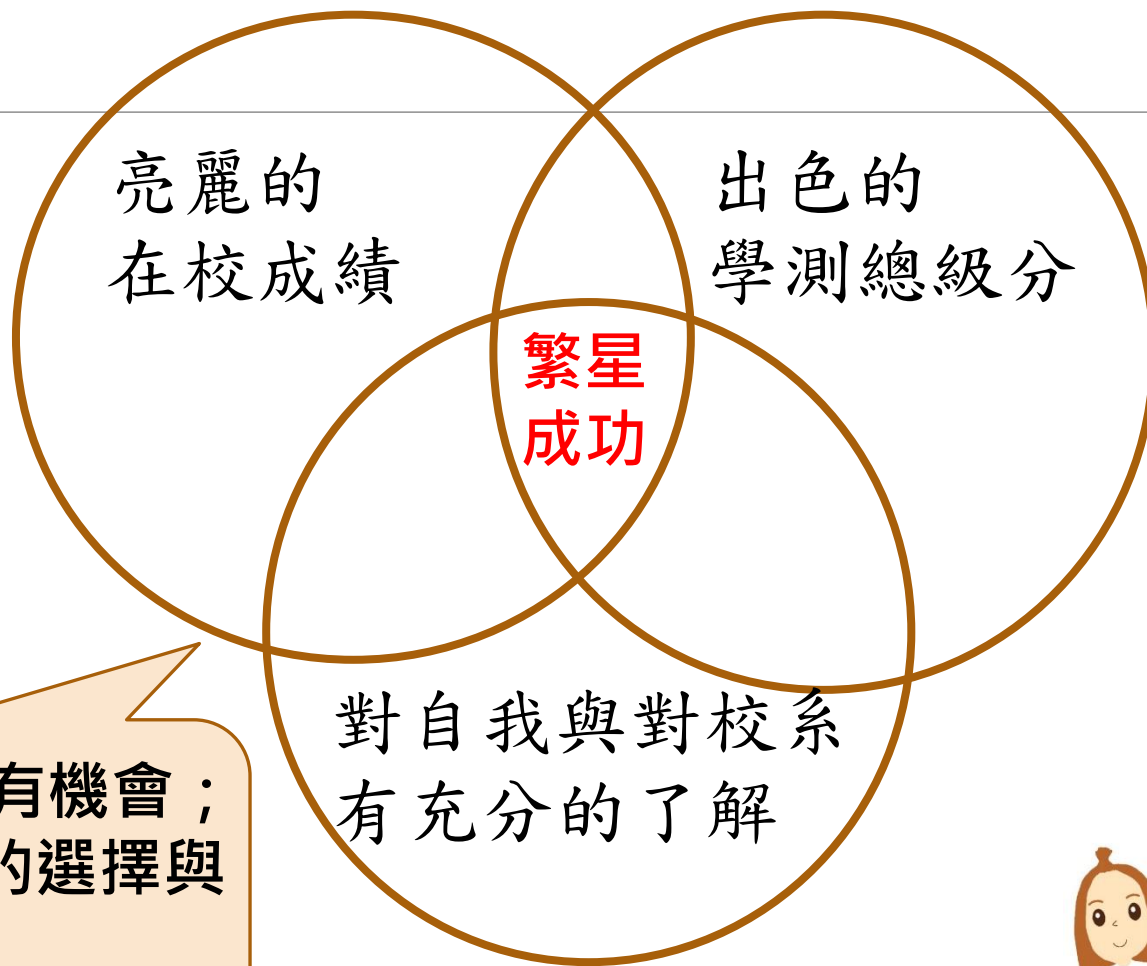 亮麗的
在校成績
出色的
學測總級分
繁星
成功
對自我與對校系
有充分的了解
有機會；
的選擇與